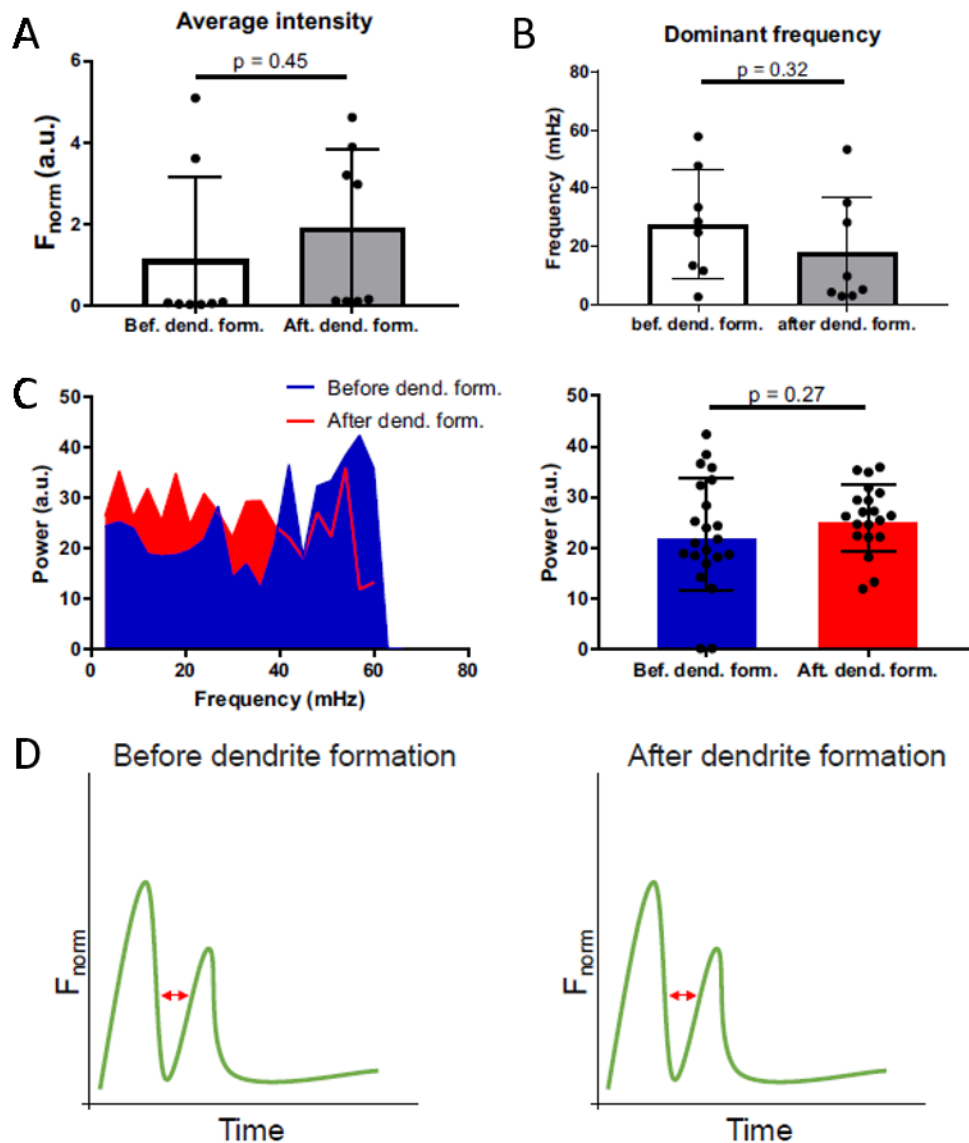 A
Average intensity
6
4
2
0
F norm (a.u.)
p = 0.45
Bef. dend. form.
Aft. dend. form.
B
Dominant frequency
80
60
40
20
0
Frequency (mHz)
p = 0.32
bef. dend. form.
after dend. form.
C
50
40
30
20
10
0
Power (a.u.)
Before dend. form.
After dend. form.
0 20 40 60 80
Frequency (mHz)
50
40
30
20
10
0
Power (a.u.)
p = 0.27
Bef. dend. form.
Aft. dend. form.
D
Before dendrite formation
F norm
Time
After dendrite formation
F norm
Time